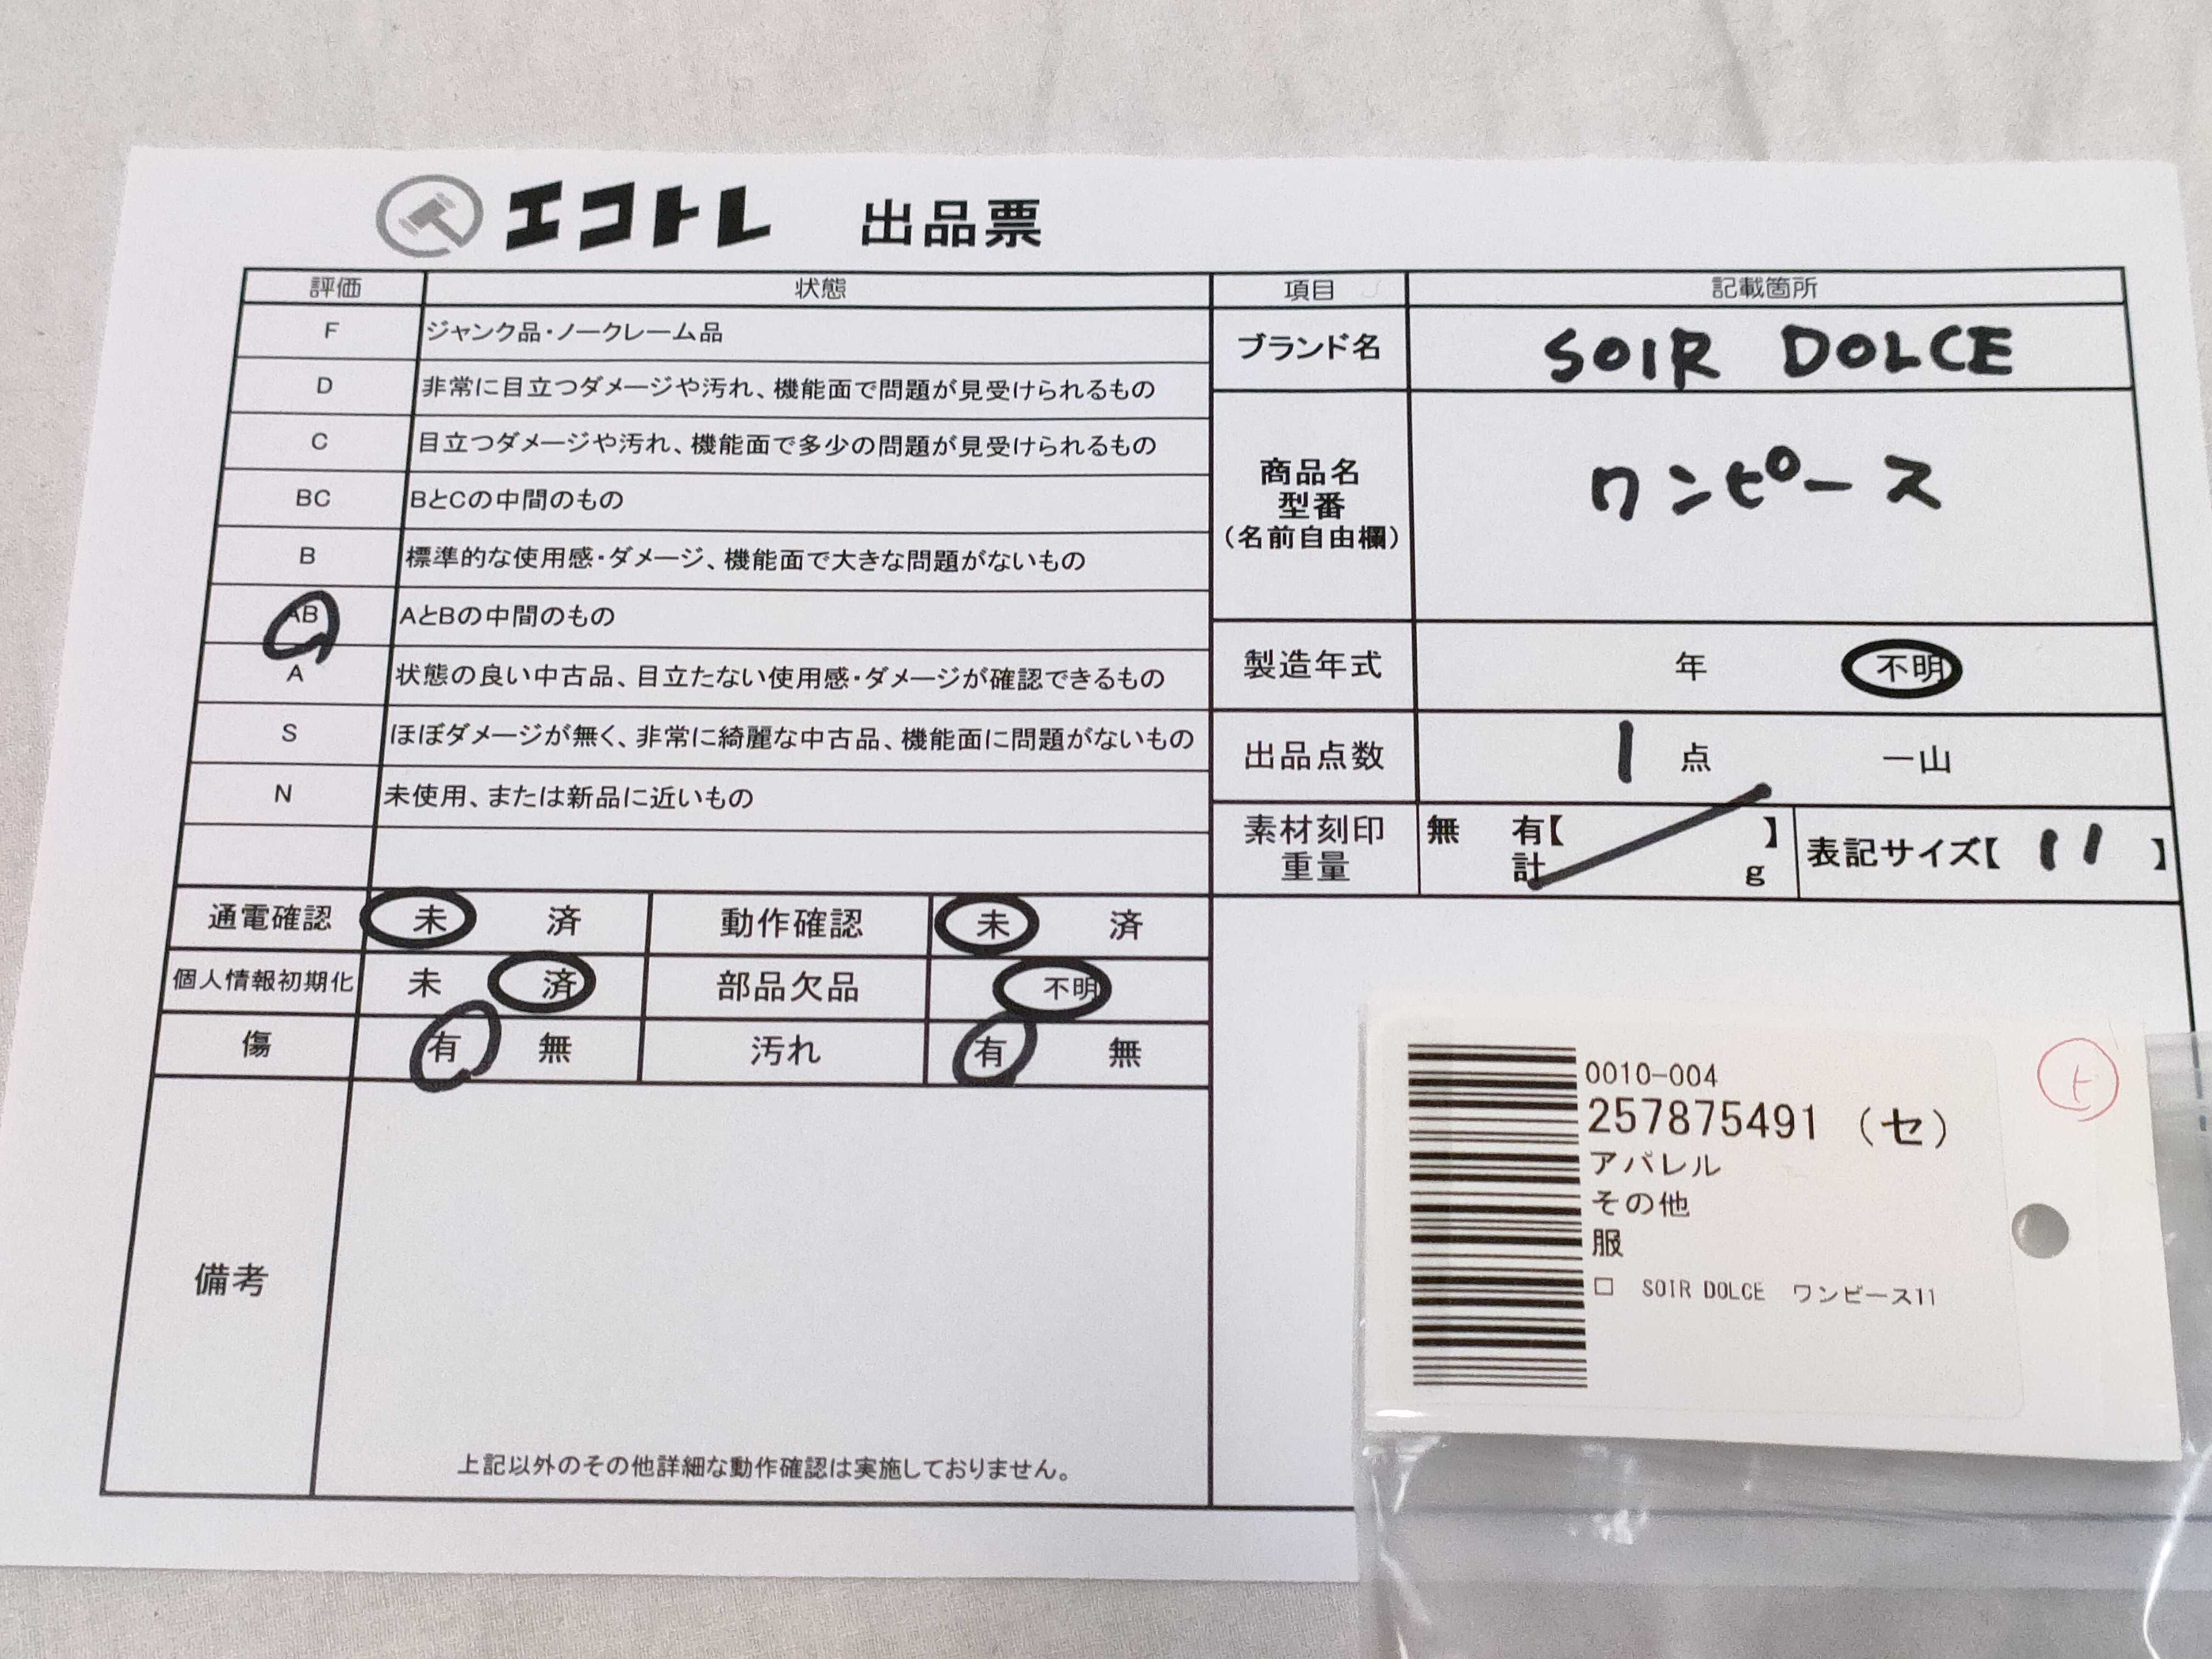 エコトレ 出品票
評価 状態 項目 記載箇所
F ジャンク品・ノークレーム品
D 非常に目立つダメージや汚れ、機能面で問題が見受けられるもの
C 目立つダメージや汚れ、機能面で多少の問題が見受けられるもの
BC BとCの中間のもの
B 標準的な使用感・ダメージ、機能面で大きな問題がないもの
AB AとBの中間のもの
A 状態の良い中古品、目立たない使用感・ダメージが確認できるもの
S ほぼダメージが無く、非常に綺麗な中古品、機能面に問題がないもの
N 未使用、または新品に近いもの
ブランド名 SOIR DOLCE
商品名
型番
(名前自由欄)
ワンピース
製造年式 年 不明
出品点数 1 点 一山
素材刻印 無 有【 】
重量 計 g
表記サイズ【 11 】
通電確認 未 済 動作確認 未 済
個人情報初期化 未 済 部品欠品 不明
傷 有 無 汚れ 有 無
備考
上記以外のその他詳細な動作確認は実施しておりません。
0010-004
257875491 (セ)
アパレル
その他
服
□ SOIR DOLCE ワンピース11